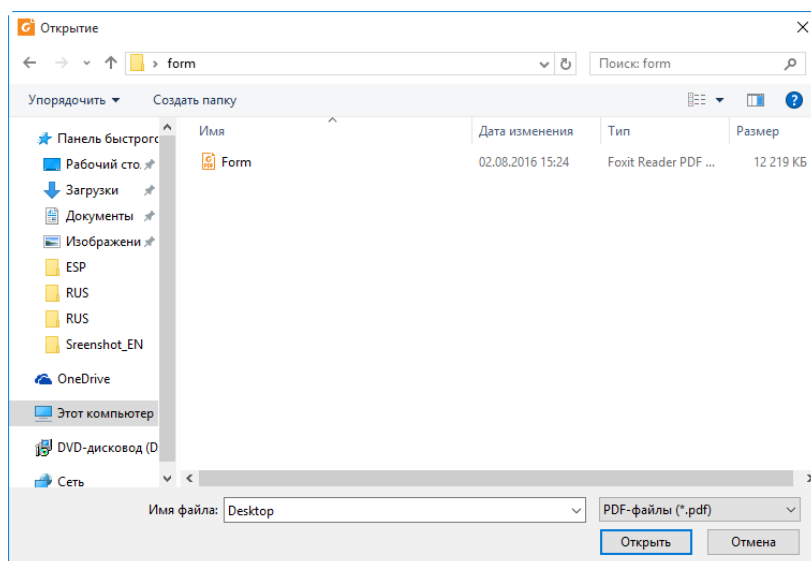 Открытие
form
Поиск: form
Упорядочить
Создать папку
Имя
Дата изменения
Тип
Размер
Form
02.08.2016 15:24
Foxit Reader PDF ...
12 219 КБ
Панель быстрого
Рабочий сто
Загрузки
Документы
Изображени
ESP
RUS
RUS
Sreenshot_EN
OneDrive
Этот компьютер
DVD-дисковод (D
Сеть
Имя файла:
Desktop
PDF-файлы (*.pdf)
Открыть
Отмена